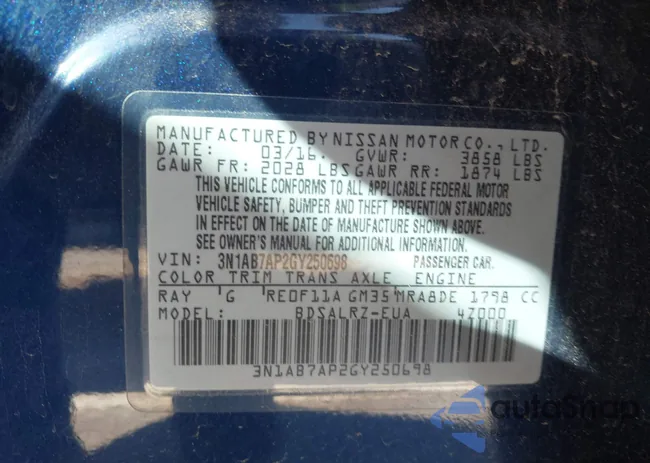 MANUFACTURED BY NISSAN MOTOR CO., LTD.
DATE: 03/16 GVWR: 3858 LBS
GAWR FR: 2028 LBS GAWR RR: 1874 LBS
THIS VEHICLE CONFORMS TO ALL APPLICABLE FEDERAL MOTOR
VEHICLE SAFETY, BUMPER AND THEFT PREVENTION STANDARDS
IN EFFECT ON THE DATE OF MANUFACTURE SHOWN ABOVE.
SEE OWNER'S MANUAL FOR ADDITIONAL INFORMATION.
VIN: 3N1AB7AP2GY250698 PASSENGER CAR.
COLOR TRIM TRANS AXLE ENGINE
RAY G RE0F11A GM35 MRA8DE 1798 CC
MODEL: BDSALRZ-EUA 4Z000
3N1AB7AP2GY250698
autoSnap